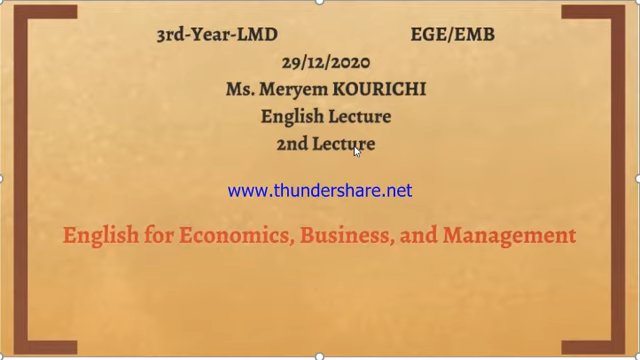 3rd-Year-LMD EGE/EMB
29/12/2020
Ms. Meryem KOURICHI
English Lecture
2nd Lecture
www.thundershare.net
English for Economics, Business, and Management